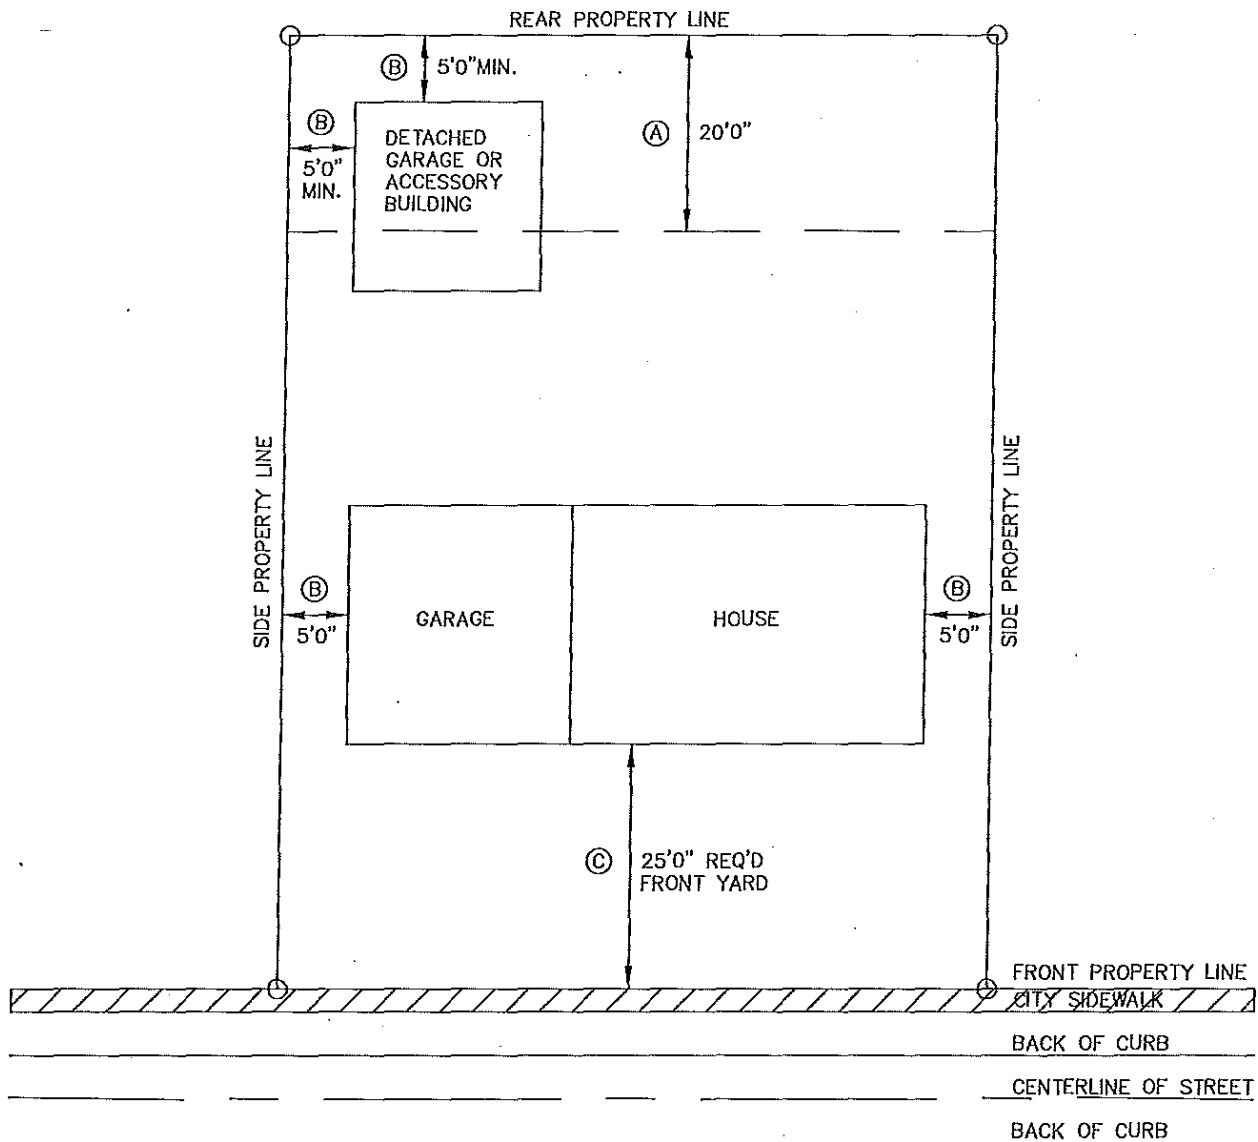 REAR PROPERTY LINE
Ⓑ 5'0"MIN.
Ⓐ 20'0"
Ⓑ
5'0"
MIN.
DETACHED
GARAGE OR
ACCESSORY
BUILDING
SIDE PROPERTY LINE
SIDE PROPERTY LINE
Ⓑ
5'0"
GARAGE
HOUSE
Ⓑ
5'0"
Ⓒ 25'0" REQ'D
FRONT YARD
FRONT PROPERTY LINE
CITY SIDEWALK
BACK OF CURB
CENTERLINE OF STREET
BACK OF CURB